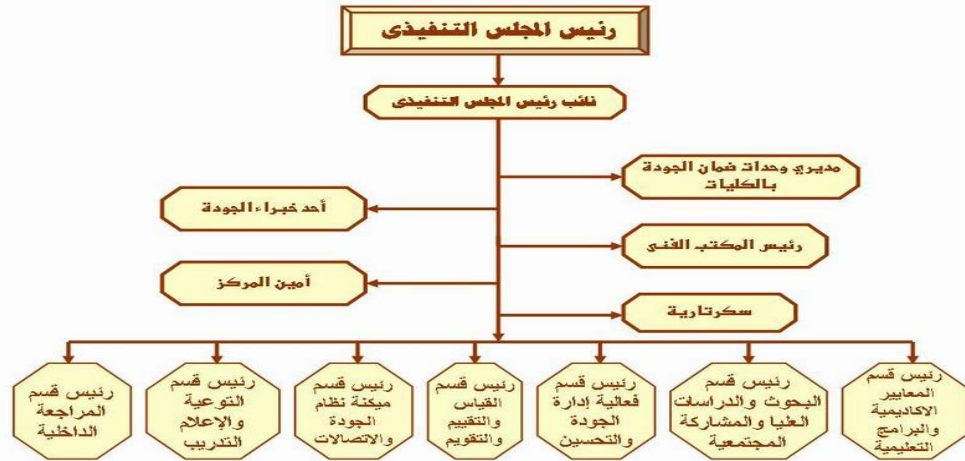 رئيس المجلس التنفيذى
نائب رئيس المجلس التنفيذى
مديري وحدات ضمان الجودة
بالكليات
أحد خبراء الجودة
رئيس المكتب الفنى
أمين المركز
سكرتارية
رئيس قسم
المعايير
الاكاديمية
والبرامج
التعليمية
رئيس قسم
البحوث والدراسات
العليا والمشاركة
المجتمعية
رئيس قسم
فعالية إدارة
الجودة
والتحسين
رئيس قسم
القياس
والتقييم
والتقويم
رئيس قسم
ميكنة نظام
الجودة
والاتصالات
رئيس قسم
التوعية
والإعلام
التدريب
رئيس قسم
المراجعة
الداخلية